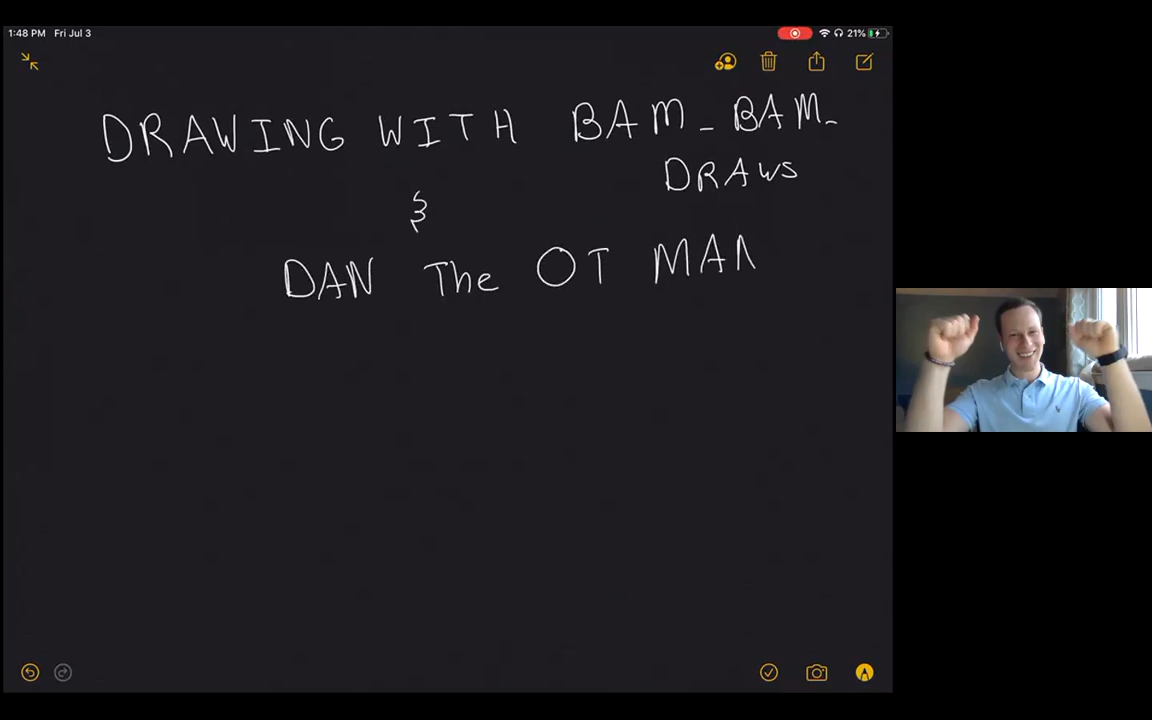 1:48 PM Fri Jul 3 21%
DRAWING WITH BAM_BAM_
DRAWS
&
DAN The OT MAN